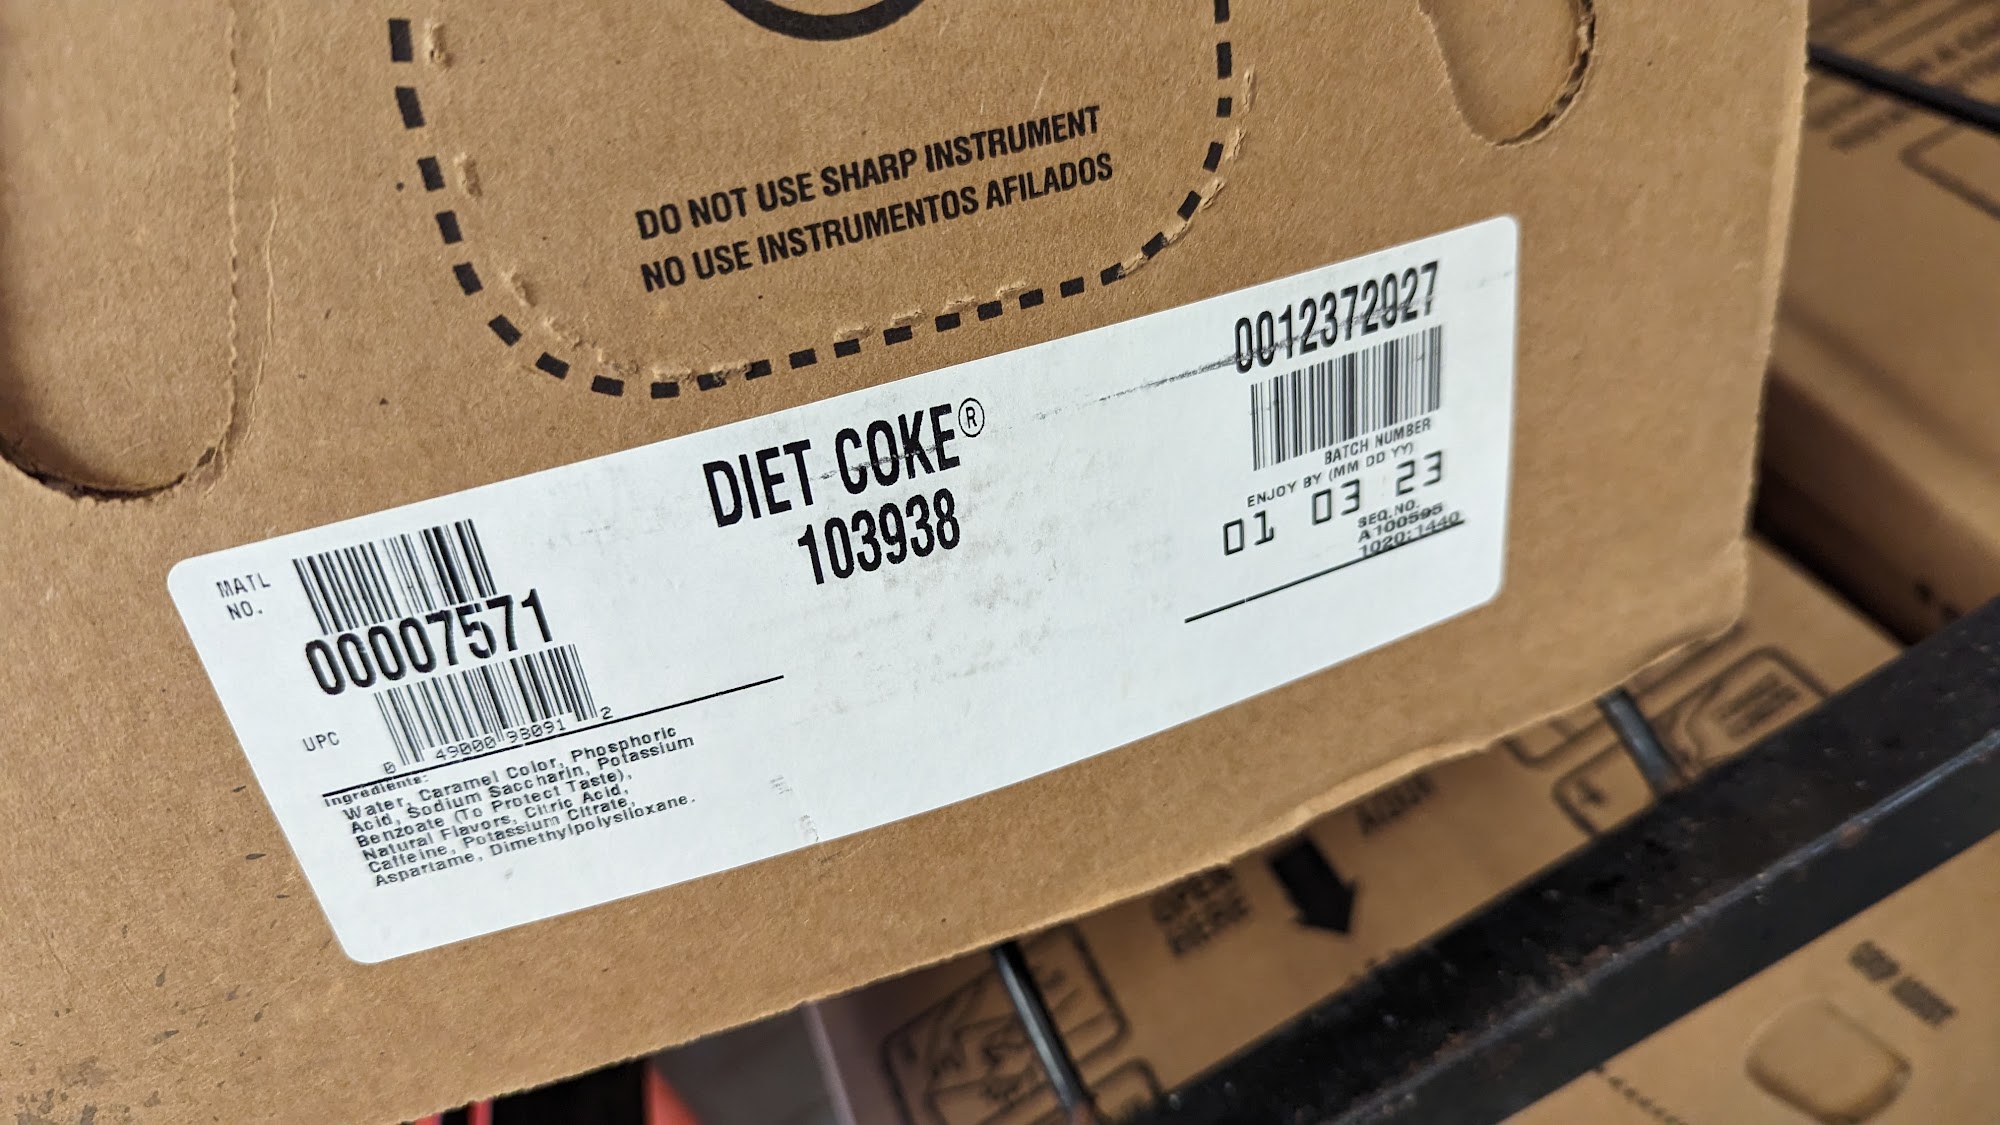 DO NOT USE SHARP INSTRUMENT
NO USE INSTRUMENTOS AFILADOS
0012372027
BATCH NUMBER
ENJOY BY (MM DD YY)
01 03 23
SEQ.NO.
A100595
1020:1440
DIET COKE®
103938
MATL
NO.
00007571
UPC
0 49000 98091 2
Ingredients:
Water, Caramel Color, Phosphoric
Acid, Sodium Saccharin, Potassium
Benzoate (To Protect Taste),
Natural Flavors, Citric Acid,
Caffeine, Potassium Citrate,
Aspartame, Dimethylpolysiloxane.
OPEN
HERE